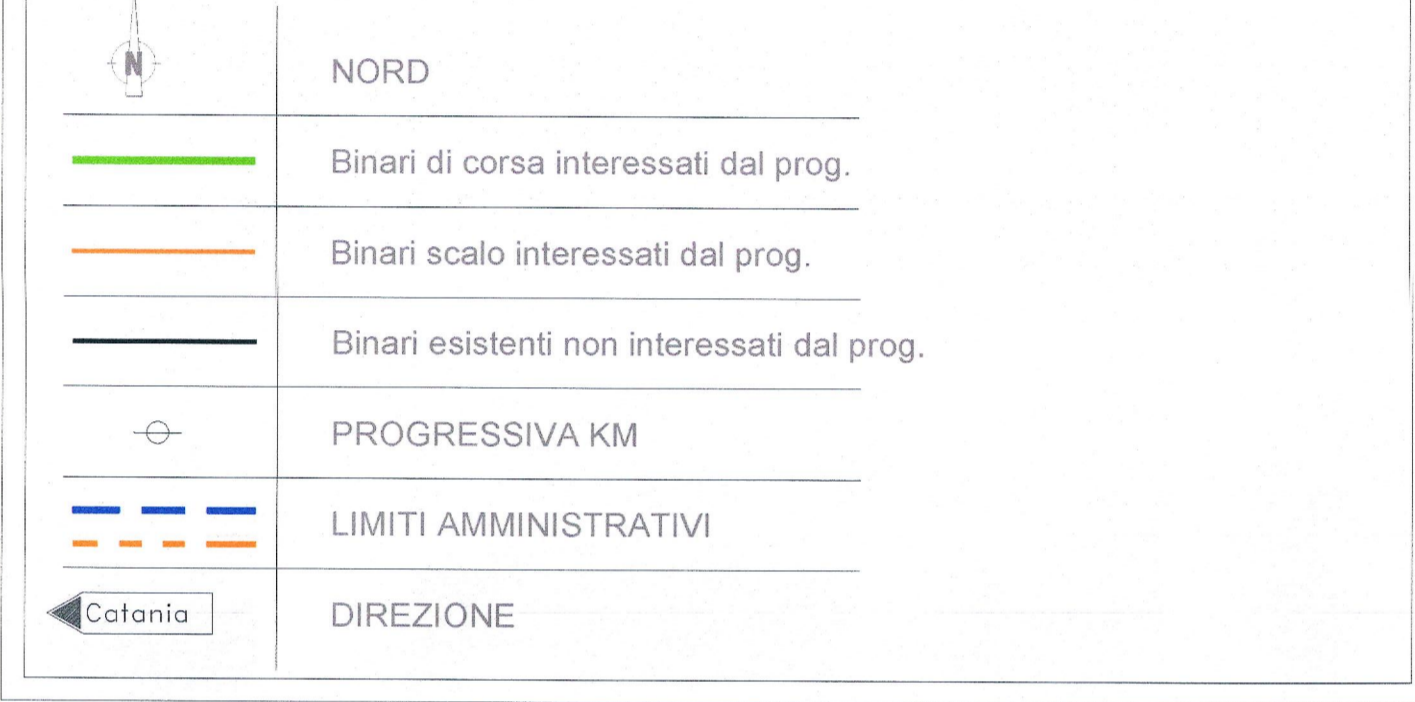 N
NORD
Binari di corsa interessati dal prog.
Binari scalo interessati dal prog.
Binari esistenti non interessati dal prog.
PROGRESSIVA KM
LIMITI AMMINISTRATIVI
Catania
DIREZIONE